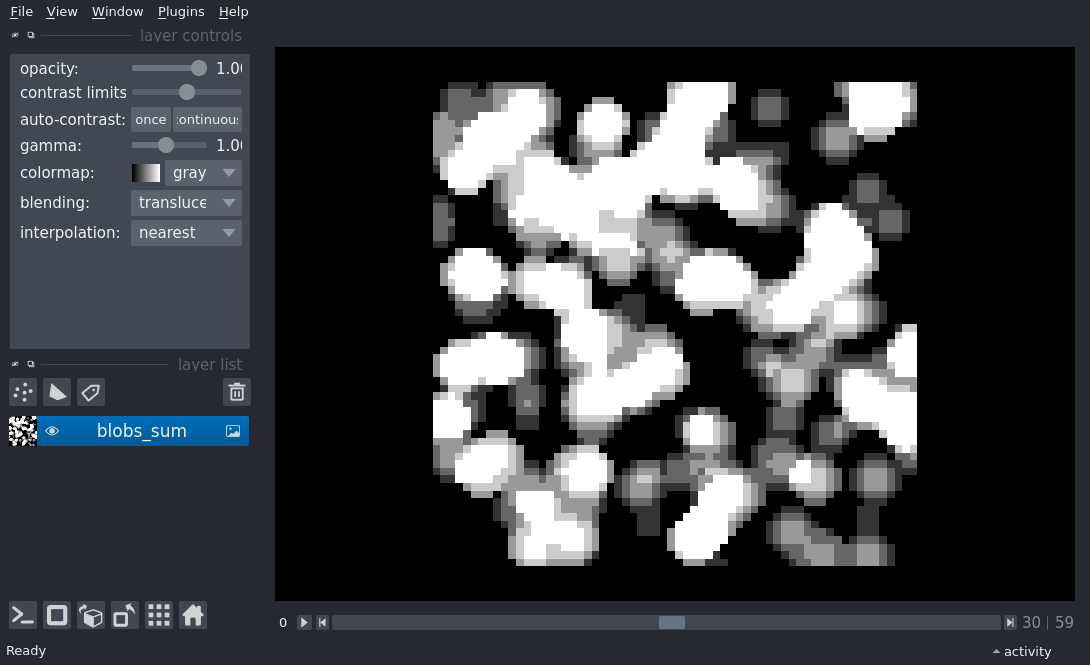 File View Window Plugins Help
layer controls
opacity: 1.00
contrast limits
auto-contrast: once continuous
gamma: 1.00
colormap: gray
blending: transluce
interpolation: nearest
layer list
blobs_sum
0 30 | 59
Ready activity